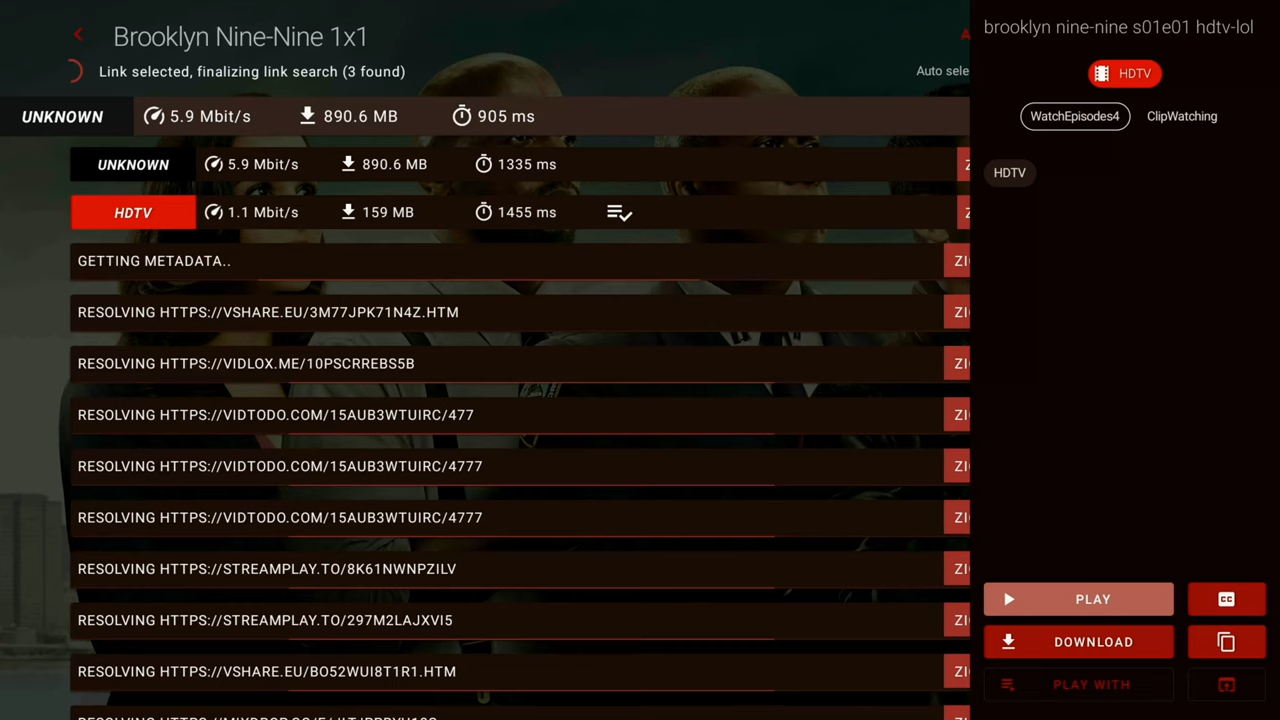 Brooklyn Nine-Nine 1x1
Link selected, finalizing link search (3 found)
Auto sele
UNKNOWN 5.9 Mbit/s 890.6 MB 905 ms
UNKNOWN 5.9 Mbit/s 890.6 MB 1335 ms
HDTV 1.1 Mbit/s 159 MB 1455 ms
GETTING METADATA..
RESOLVING HTTPS://VSHARE.EU/3M77JPK71N4Z.HTM
RESOLVING HTTPS://VIDLOX.ME/10PSCRREBS5B
RESOLVING HTTPS://VIDTODO.COM/15AUB3WTUIRC/477
RESOLVING HTTPS://VIDTODO.COM/15AUB3WTUIRC/4777
RESOLVING HTTPS://VIDTODO.COM/15AUB3WTUIRC/4777
RESOLVING HTTPS://STREAMPLAY.TO/8K61NWNPZILV
RESOLVING HTTPS://STREAMPLAY.TO/297M2LAJXVI5
RESOLVING HTTPS://VSHARE.EU/BO52WUI8T1R1.HTM
brooklyn nine-nine s01e01 hdtv-lol
HDTV
WatchEpisodes4 ClipWatching
HDTV
PLAY CC
DOWNLOAD
PLAY WITH